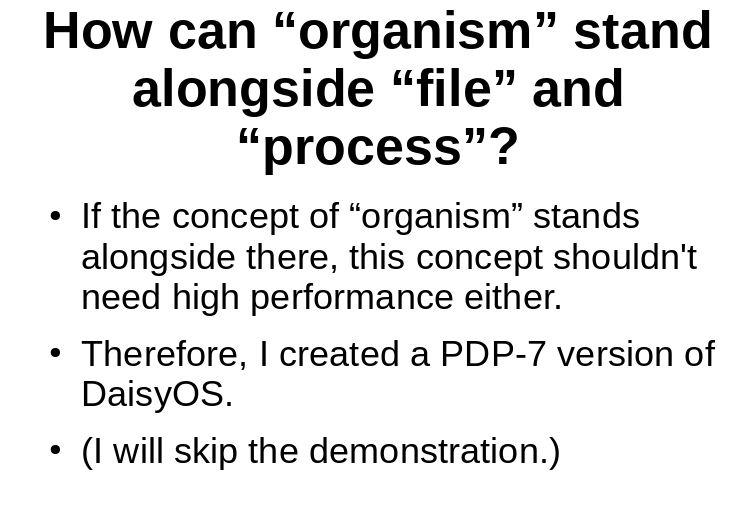 How can “organism” stand
alongside “file” and
“process”?
• If the concept of “organism” stands
alongside there, this concept shouldn't
need high performance either.
• Therefore, I created a PDP-7 version of
DaisyOS.
• (I will skip the demonstration.)